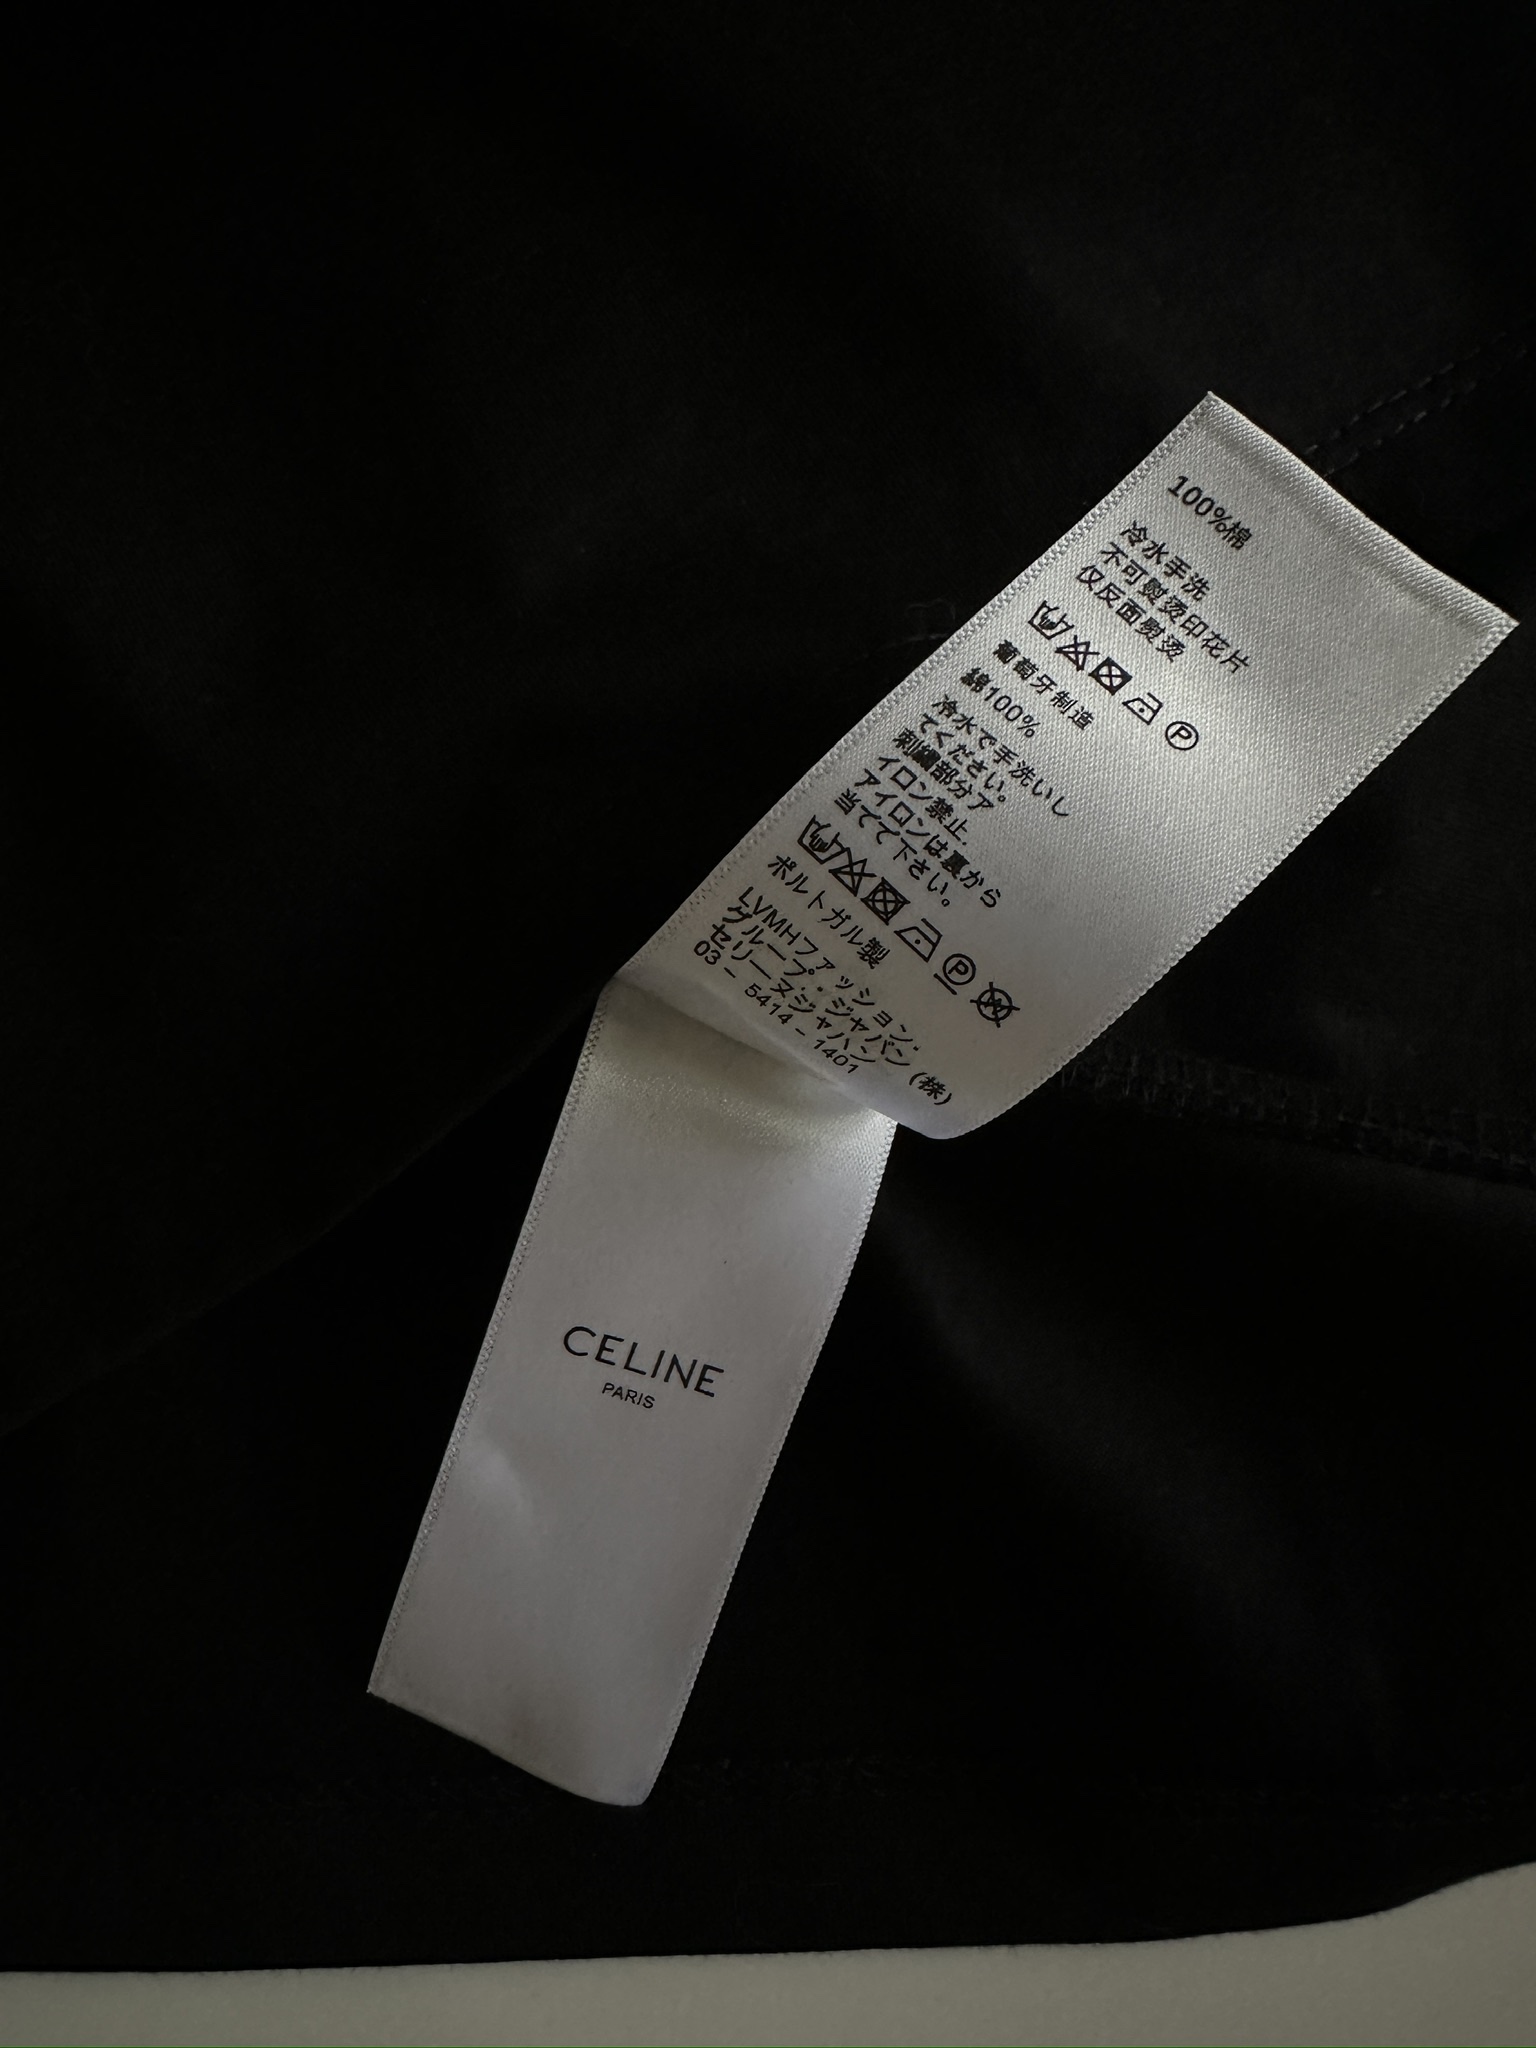 100%棉
冷水手洗
不可熨烫印花片
仅反面熨烫
P
葡萄牙制造
綿100%
冷水で手洗いし
てください。
刺繍部分ア
イロン禁止.
アイロンは裏から
当てて下さい。
P W
ポルトガル製
LVMHファッション・
グループ・ジャパン (株)
セリーヌジャパン
03 - 5414 - 1401
CELINE
PARIS